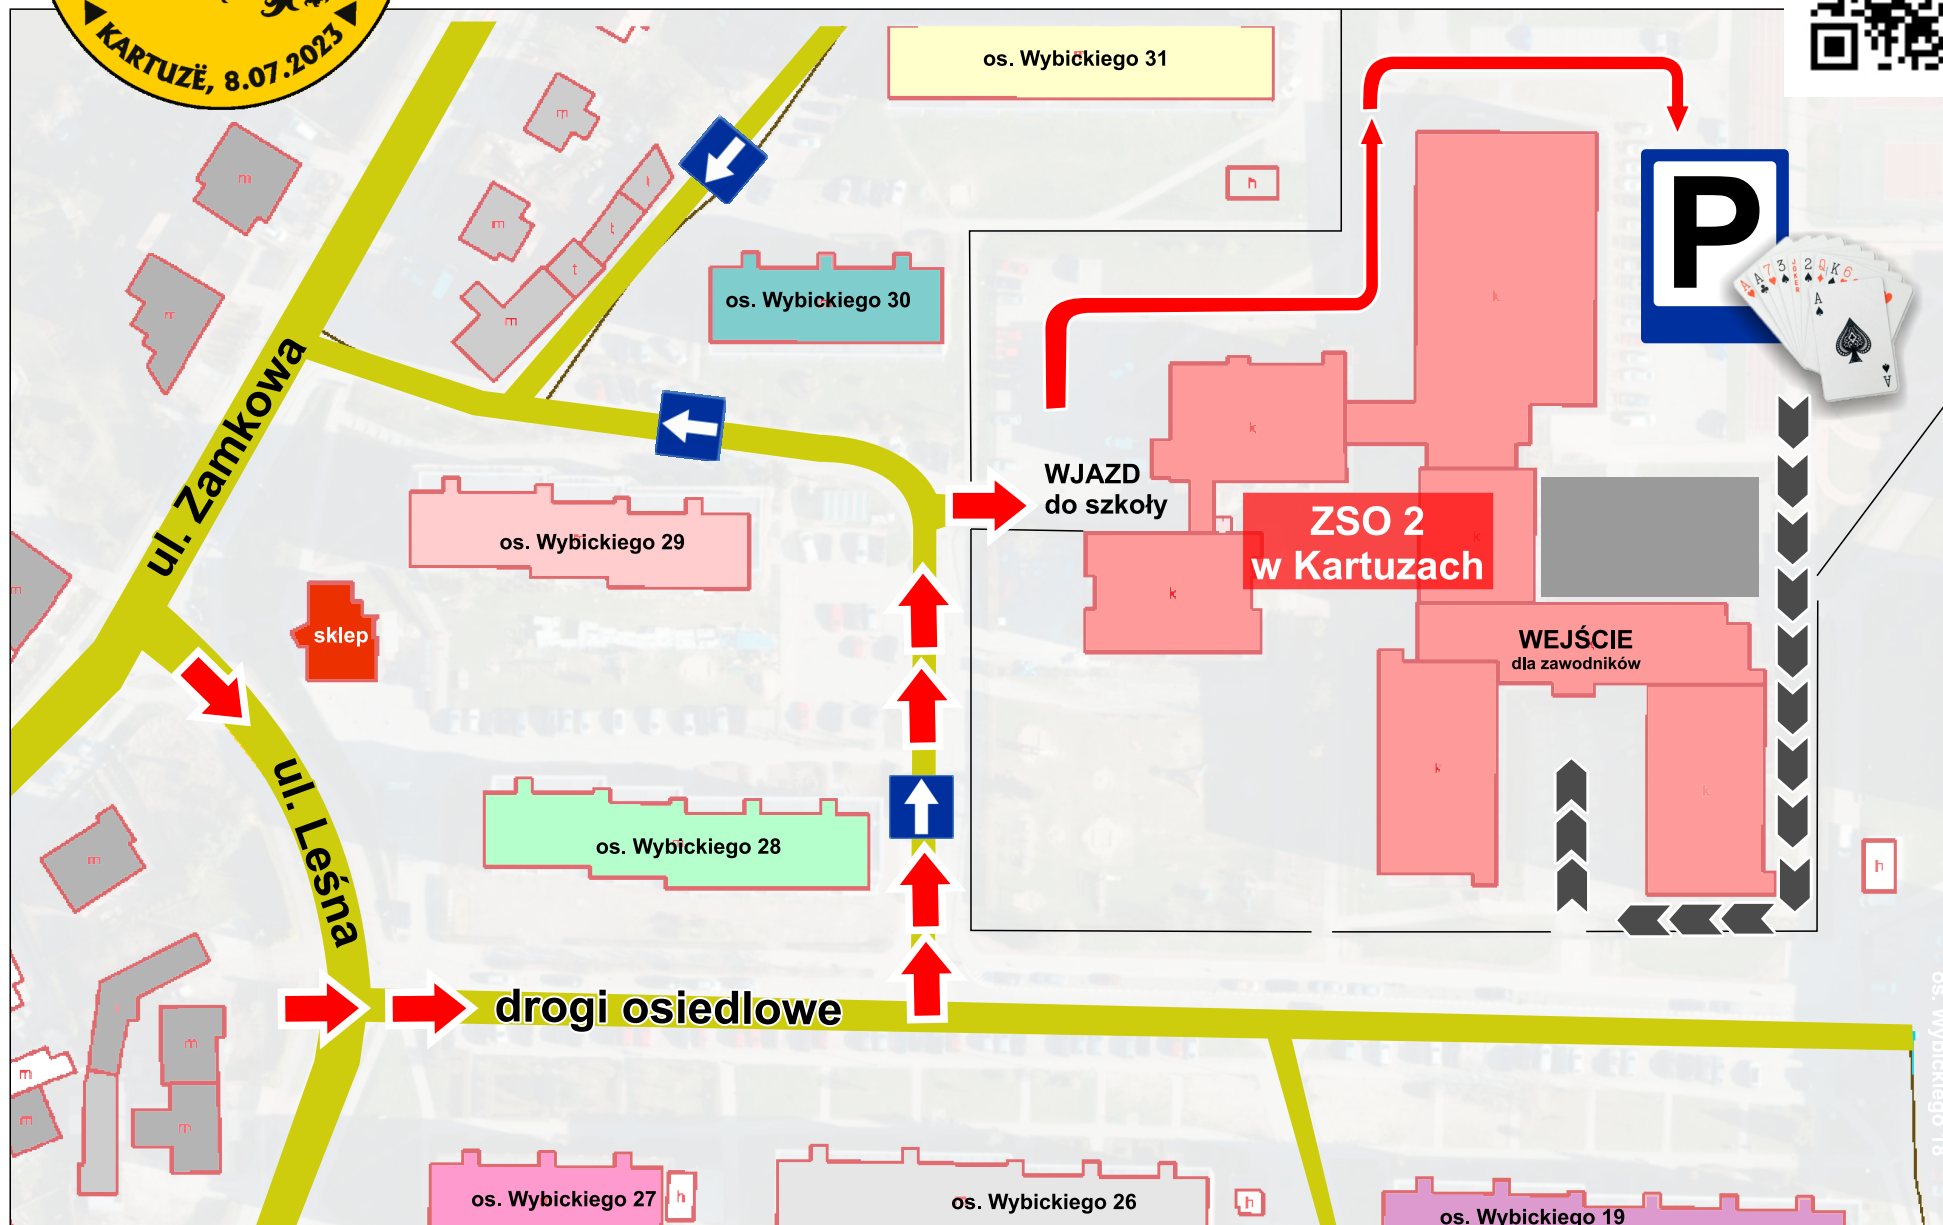 KARTUZË, 8.07.2023
os. Wybickiego 31
P
os. Wybickiego 30
ul. Zamkowa
WJAZD
do szkoły
os. Wybickiego 29
ZSO 2
w Kartuzach
sklep
WEJŚCIE
dla zawodników
ul. Leśna
os. Wybickiego 28
drogi osiedlowe
os. Wybickiego 18
os. Wybickiego 27
os. Wybickiego 26
os. Wybickiego 19